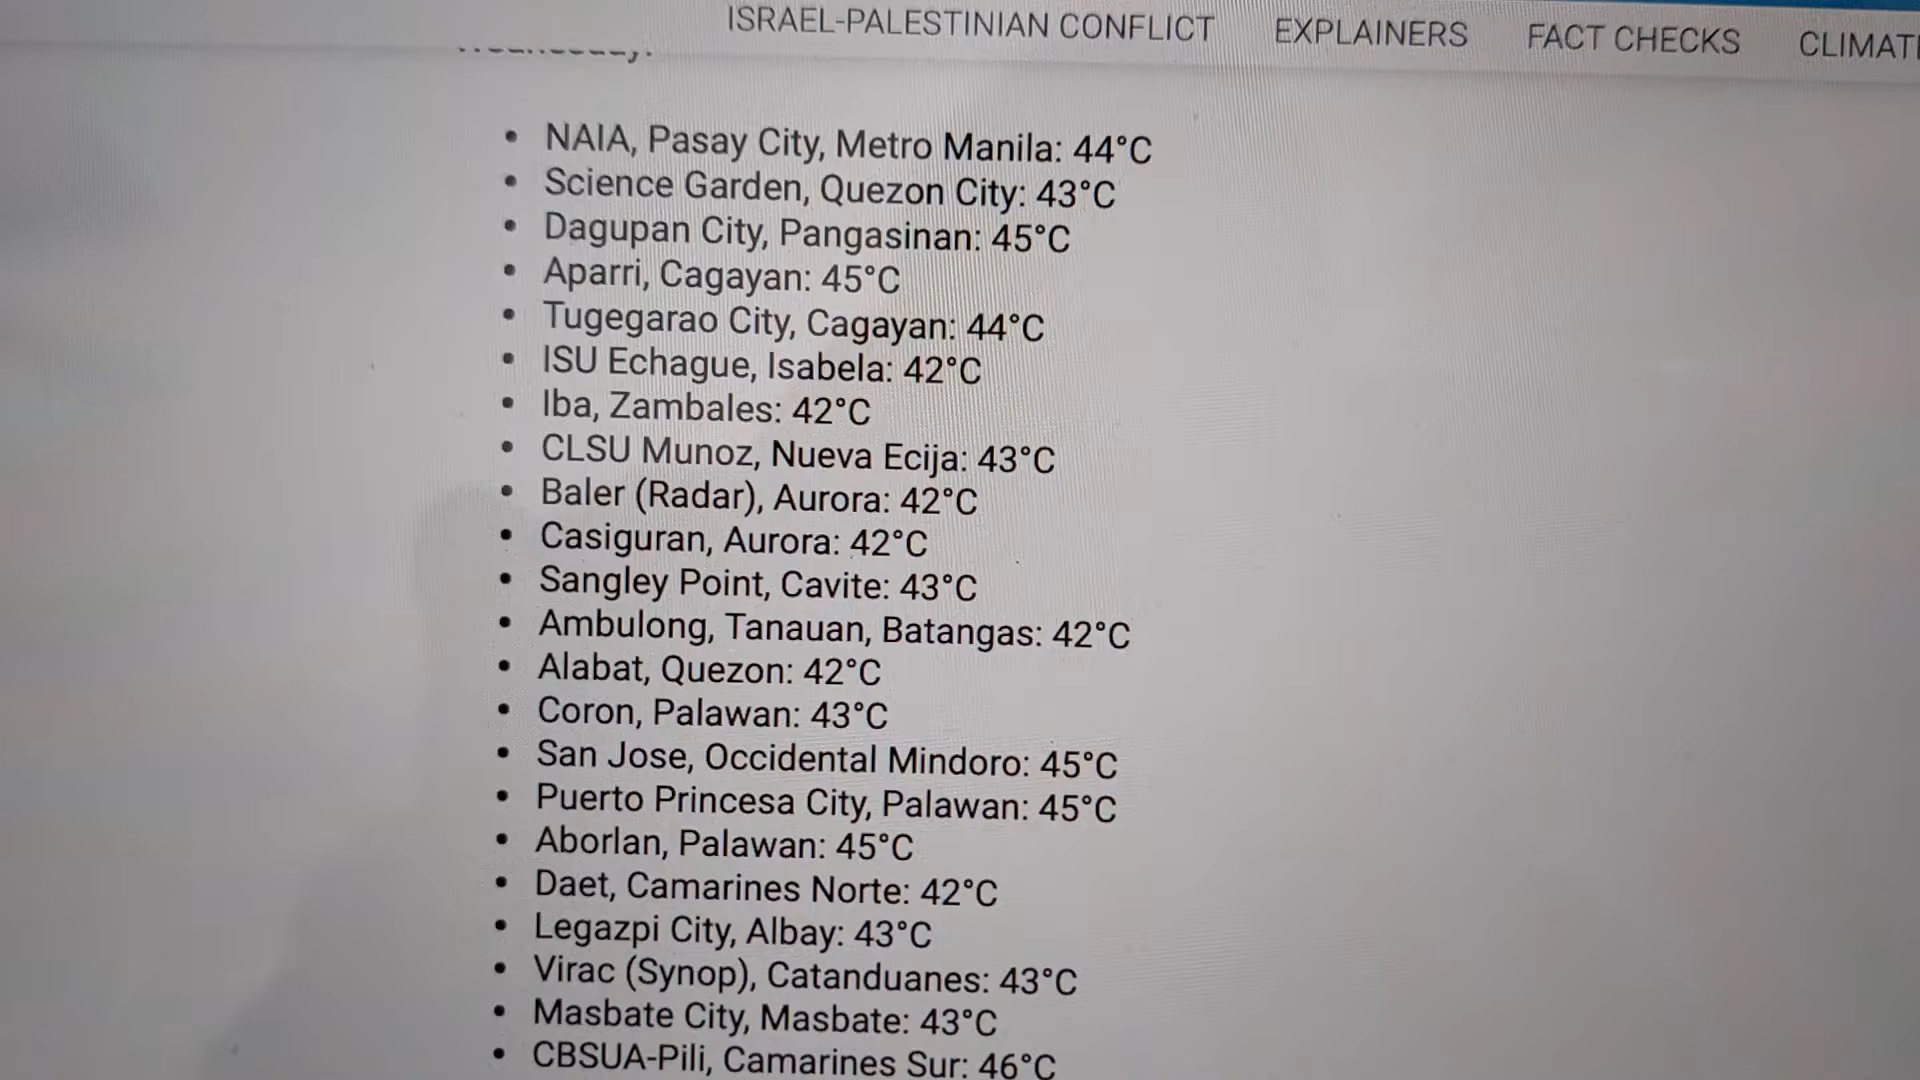 ISRAEL-PALESTINIAN CONFLICT EXPLAINERS FACT CHECKS
• NAIA, Pasay City, Metro Manila: 44°C
• Science Garden, Quezon City: 43°C
• Dagupan City, Pangasinan: 45°C
• Aparri, Cagayan: 45°C
• Tugegarao City, Cagayan: 44°C
• ISU Echague, Isabela: 42°C
• Iba, Zambales: 42°C
• CLSU Munoz, Nueva Ecija: 43°C
• Baler (Radar), Aurora: 42°C
• Casiguran, Aurora: 42°C
• Sangley Point, Cavite: 43°C
• Ambulong, Tanauan, Batangas: 42°C
• Alabat, Quezon: 42°C
• Coron, Palawan: 43°C
• San Jose, Occidental Mindoro: 45°C
• Puerto Princesa City, Palawan: 45°C
• Aborlan, Palawan: 45°C
• Daet, Camarines Norte: 42°C
• Legazpi City, Albay: 43°C
• Virac (Synop), Catanduanes: 43°C
• Masbate City, Masbate: 43°C
• CBSUA-Pili, Camarines Sur: 46°C